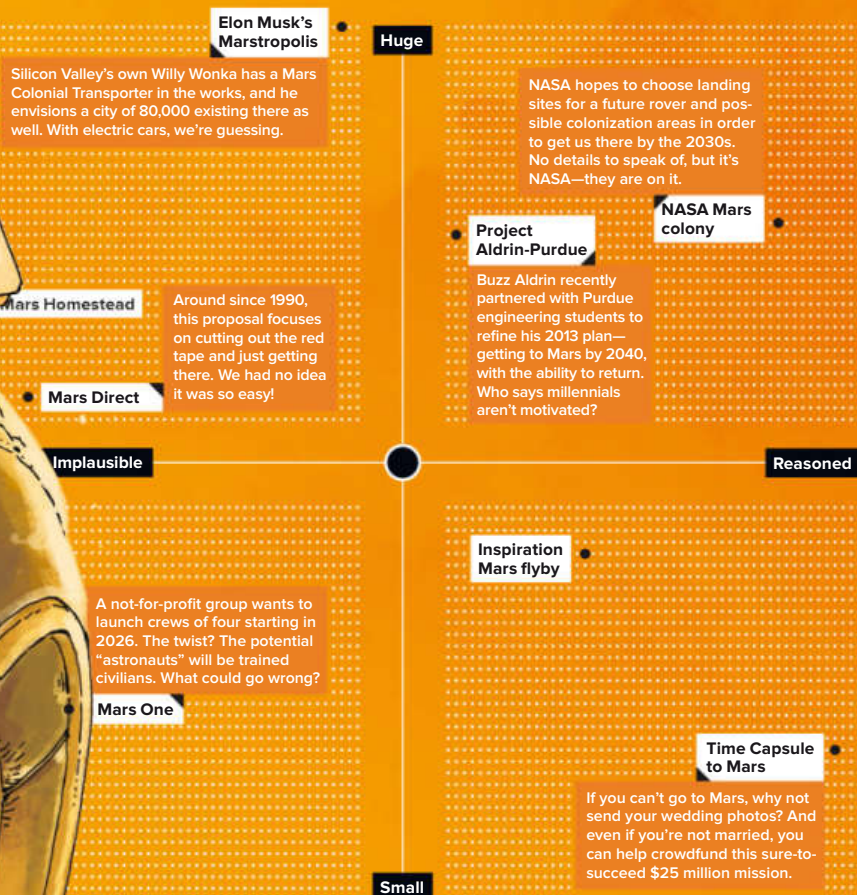 Elon Musk's
Marstropolis
Huge
Silicon Valley's own Willy Wonka has a Mars
Colonial Transporter in the works, and he
envisions a city of 80,000 existing there as
well. With electric cars, we're guessing.
NASA hopes to choose landing
sites for a future rover and pos-
sible colonization areas in order
to get us there by the 2030s.
No details to speak of, but it's
NASA—they are on it.
NASA Mars
colony
Project
Aldrin-Purdue
Buzz Aldrin recently
partnered with Purdue
engineering students to
refine his 2013 plan—
getting to Mars by 2040,
with the ability to return.
Who says millennials
aren't motivated?
Mars Homestead
Around since 1990,
this proposal focuses
on cutting out the red
tape and just getting
there. We had no idea
it was so easy!
Mars Direct
Implausible
Reasoned
Inspiration
Mars flyby
A not-for-profit group wants to
launch crews of four starting in
2026. The twist? The potential
"astronauts" will be trained
civilians. What could go wrong?
Mars One
Time Capsule
to Mars
If you can't go to Mars, why not
send your wedding photos? And
even if you're not married, you
can help crowdfund this sure-to-
succeed $25 million mission.
Small